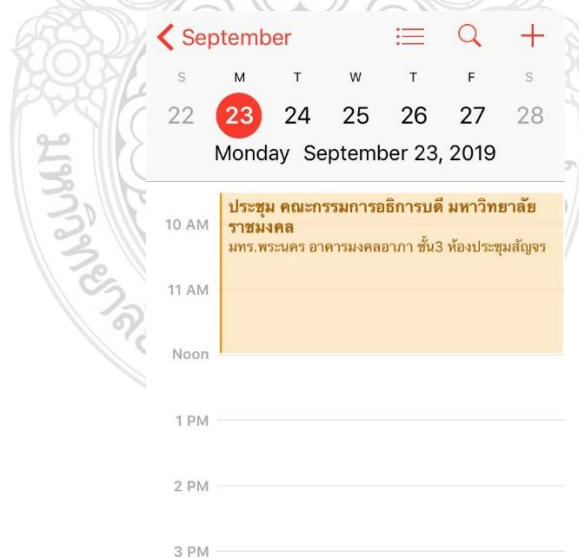 September
S M T W T F S
22 23 24 25 26 27 28
Monday September 23, 2019
ประชุม คณะกรรมการอธิการบดี มหาวิทยาลัย
ราชมงคล
มทร.พระนคร อาคารมงคลอาภา ชั้น3 ห้องประชุมสัญจร
10 AM
11 AM
Noon
1 PM
2 PM
3 PM